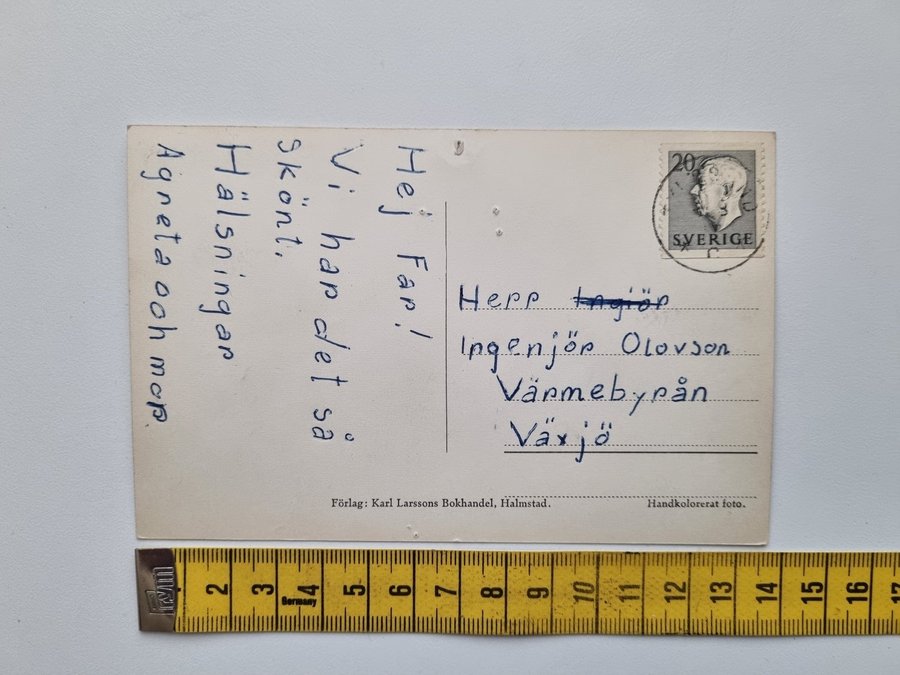 Hej Far!
Vi har det så
skönt.
Hälsningar
Agneta och mor
20
SVERIGE
Herr Ingiör
Ingenjör Olovson
Värmebyrån
Växjö
Förlag: Karl Larssons Bokhandel, Halmstad.
Handkolorerat foto.
2 3 4 5 6 7 8 9 10 11 12 13 14 15 16 17
Germany